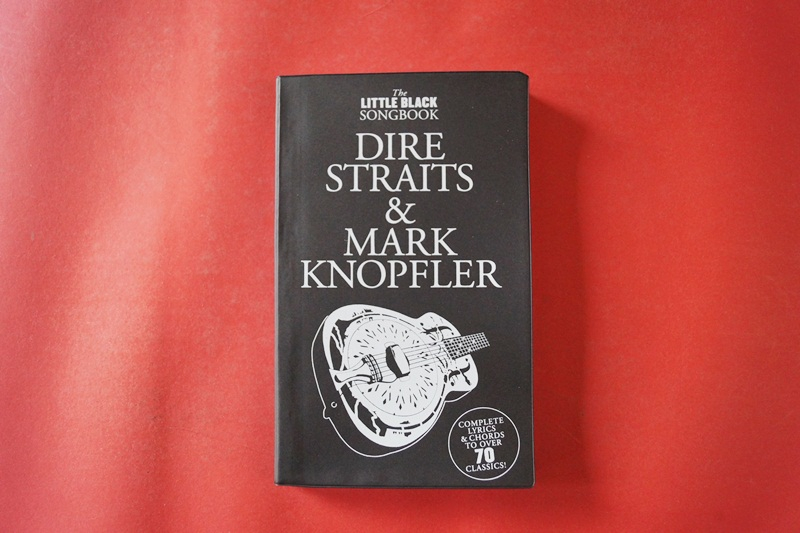 The
LITTLE BLACK
SONGBOOK
DIRE
STRAITS
&
MARK
KNOPFLER
COMPLETE
LYRICS
& CHORDS
TO OVER
70
CLASSICS!